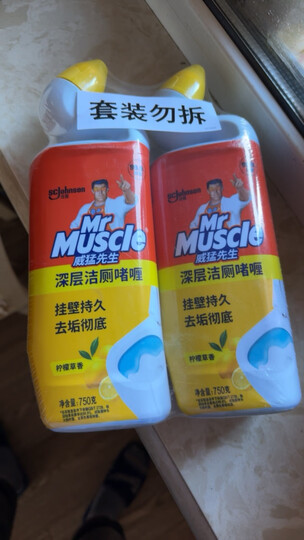 套装勿拆
SC Johnson
Mr
Muscle
威猛先生
深层洁厕啫喱
挂壁持久
去垢彻底
柠檬草香
净含量:750克
SC Johnson
Mr
Muscle
威猛先生
深层洁厕啫喱
挂壁持久
去垢彻底
柠檬草香
净含量:750克